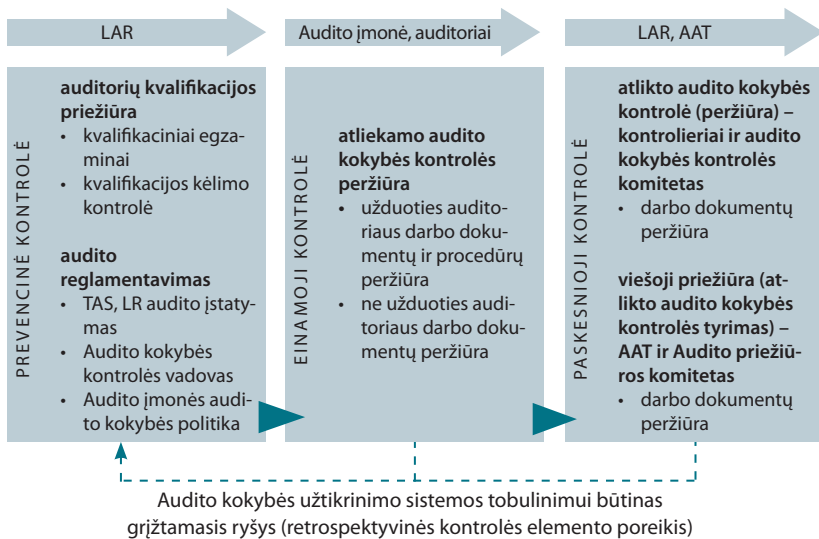 LAR
Audito įmonė, auditoriai
LAR, AAT
PREVENCINĖ KONTROLĖ
auditorių kvalifikacijos
priežiūra
• kvalifikaciniai egza-
minai
• kvalifikacijos kėlimo
kontrolė
audito
reglamentavimas
• TAS, LR audito įstaty-
mas
• Audito kokybės
kontrolės vadovas
• Audito įmonės audi-
to kokybės politika
EINAMOJI KONTROLĖ
atliekamo audito
kokybės kontrolės
peržiūra
• užduoties audito-
riaus darbo doku-
mentų ir procedūrų
peržiūra
• ne užduoties audi-
toriaus darbo doku-
mentų peržiūra
PASKESNIOJI KONTROLĖ
atlikto audito kokybės
kontrolė (peržiūra) –
kontrolieriai ir audito
kokybės kontrolės
komitetas
• darbo dokumentų
peržiūra
viešoji priežiūra (at-
likto audito kokybės
kontrolės tyrimas) –
AAT ir Audito priežiū-
ros komitetas
• darbo dokumentų
peržiūra
Audito kokybės užtikrinimo sistemos tobulinimui būtinas
grįžtamasis ryšys (retrospektyvinės kontrolės elemento poreikis)